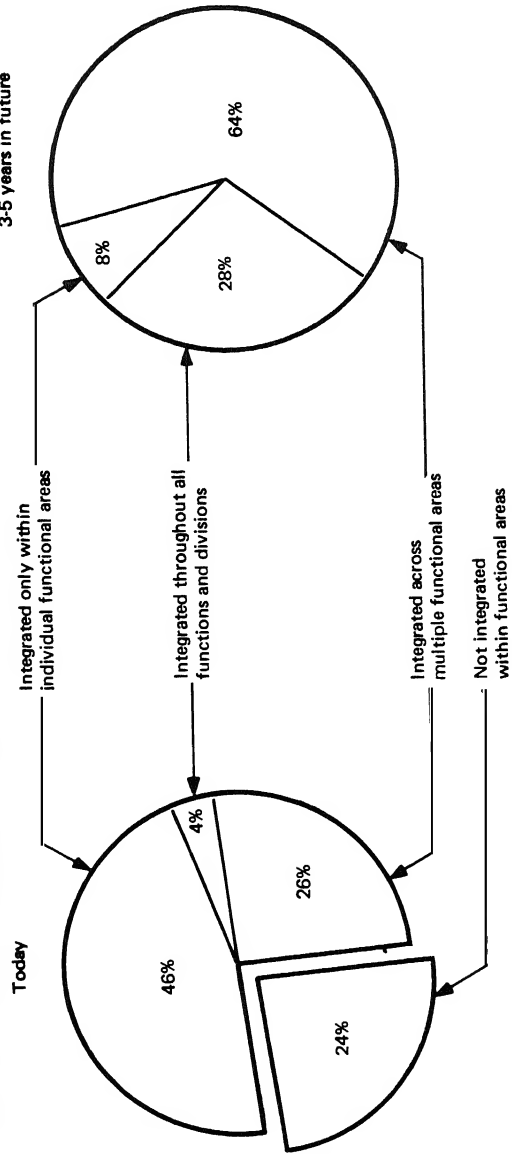 Today
3-5 years in future
Integrated only within
individual functional areas
Integrated throughout all
functions and divisions
Integrated across
multiple functional areas
Not integrated
within functional areas
46%
4%
26%
24%
8%
28%
64%